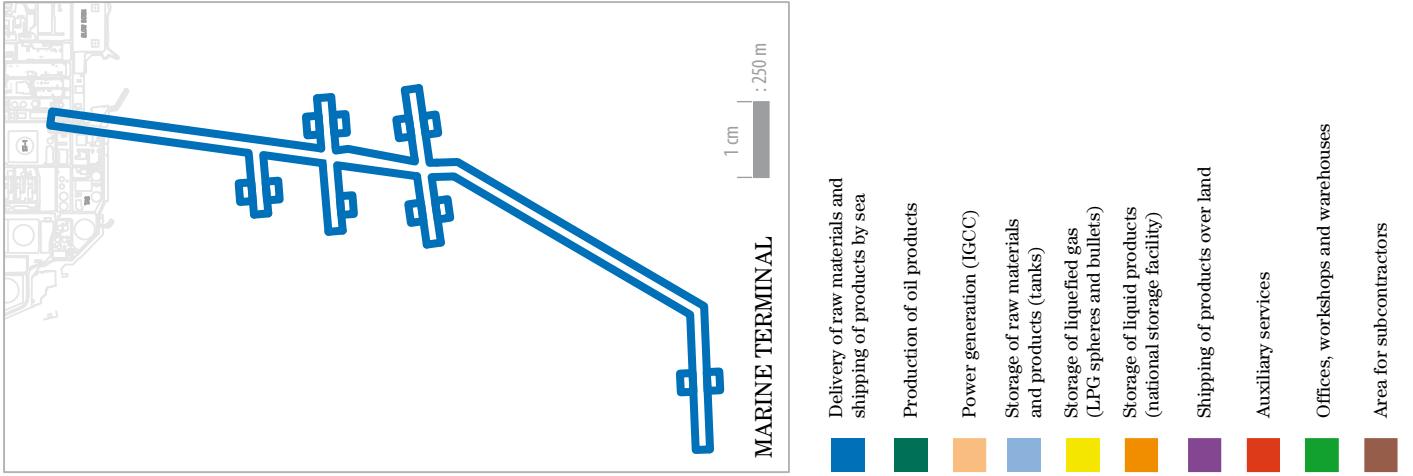 MARINE TERMINAL
1 cm
: 250 m
Delivery of raw materials and
shipping of products by sea
Production of oil products
Power generation (IGCC)
Storage of raw materials
and products (tanks)
Storage of liquefied gas
(LPG spheres and bullets)
Storage of liquid products
(national storage facility)
Shipping of products over land
Auxiliary services
Offices, workshops and warehouses
Area for subcontractors